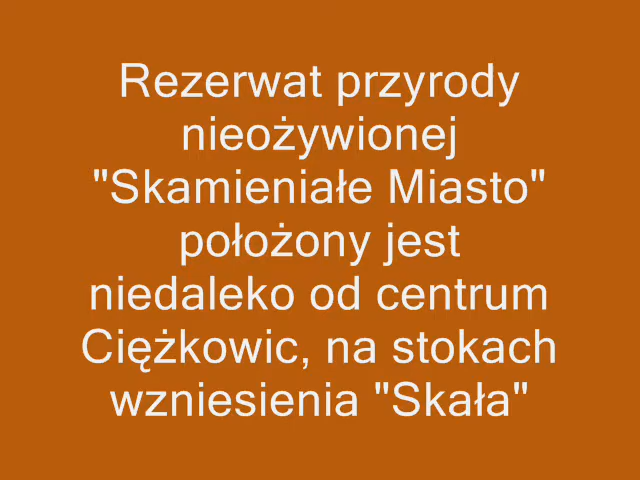 Rezerwat przyrody
nieożywionej
"Skamieniałe Miasto"
położony jest
niedaleko od centrum
Ciężkowic, na stokach
wzniesienia "Skała"